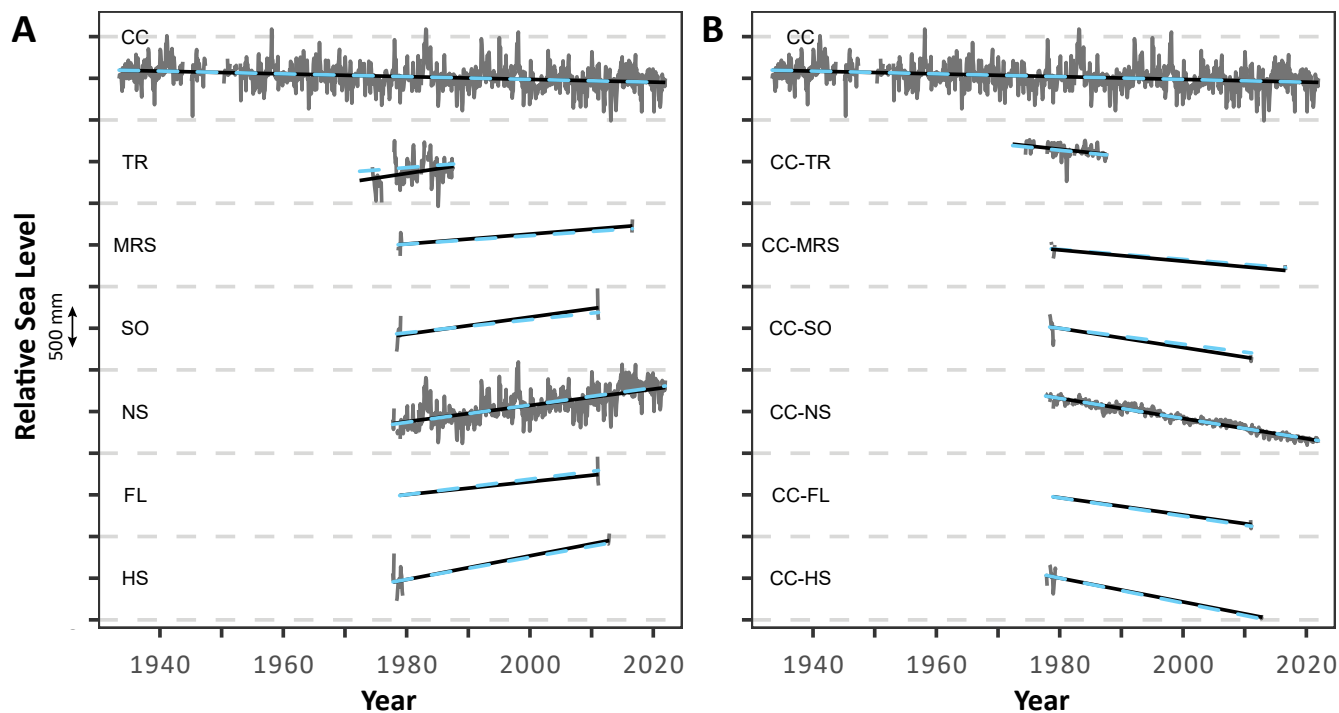 A
CC
TR
MRS
SO
NS
FL
HS
Relative Sea Level
500 mm
1940 1960 1980 2000 2020
Year
B
CC
CC-TR
CC-MRS
CC-SO
CC-NS
CC-FL
CC-HS
1940 1960 1980 2000 2020
Year